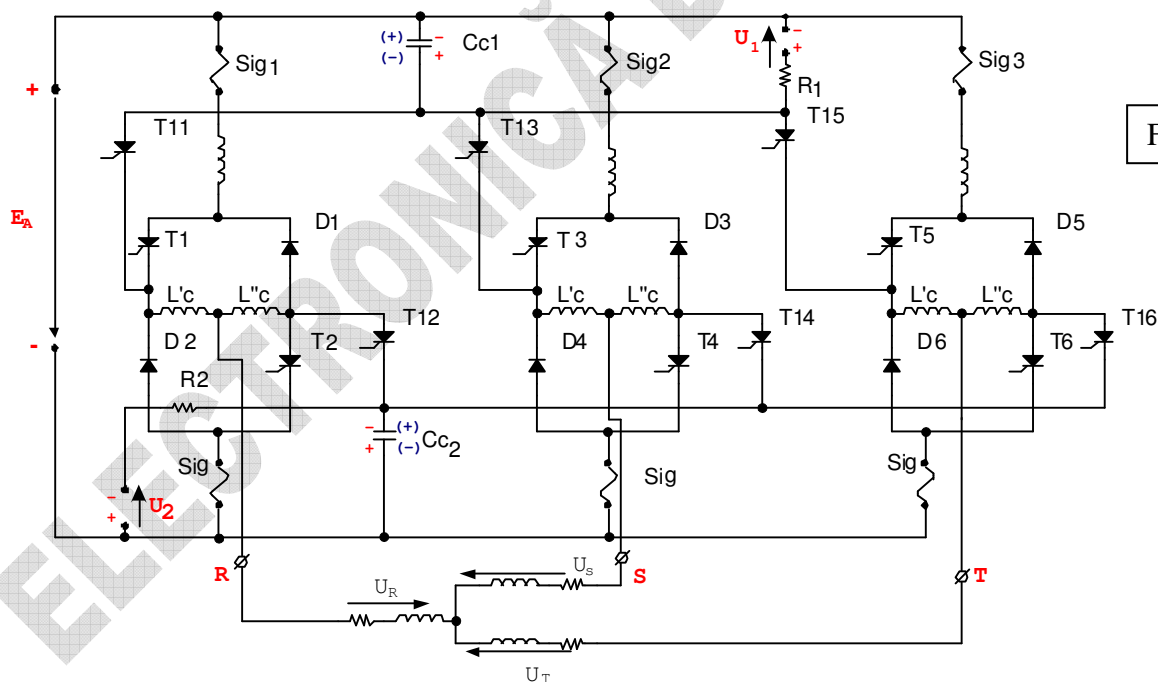 ELECTRONICĂ D
(+) - Cc1
(-) +
U1 -
+
Sig1
Sig2
R1
Sig3
+
T11
T13
T15
F
EA
D1
D3
D5
T1
T3
T5
L'c L"c
L'c L"c
L'c L"c
T12
T14
T16
D2
T2
D4
T4
D6
T6
R2
- (+)
+ (-) Cc2
-
Sig
Sig
Sig
-
+
U2
R
US
S
T
UR
UT